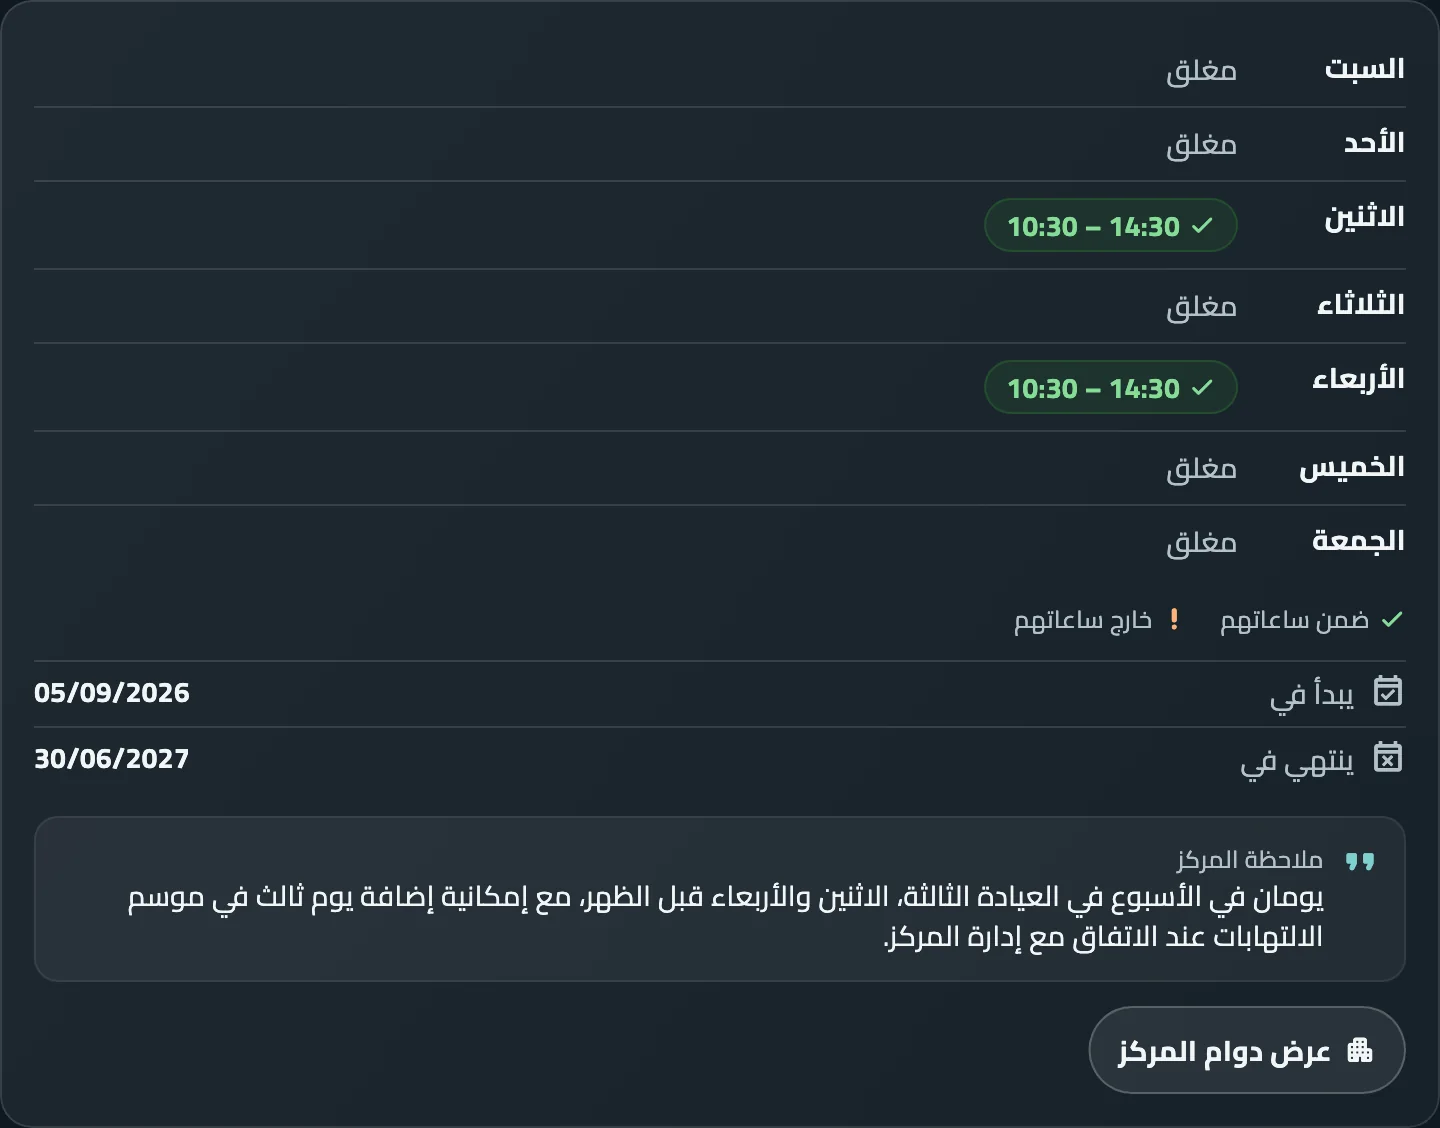 السبت مغلق
الأحد مغلق
الاثنين 10:30 – 14:30
الثلاثاء مغلق
الأربعاء 10:30 – 14:30
الخميس مغلق
الجمعة مغلق
ضمن ساعاتهم خارج ساعاتهم
يبدأ في 05/09/2026
ينتهي في 30/06/2027
ملاحظة المركز
يومان في الأسبوع في العيادة الثالثة، الاثنين والأربعاء قبل الظهر، مع إمكانية إضافة يوم ثالث في موسم
الالتهابات عند الاتفاق مع إدارة المركز.
عرض دوام المركز